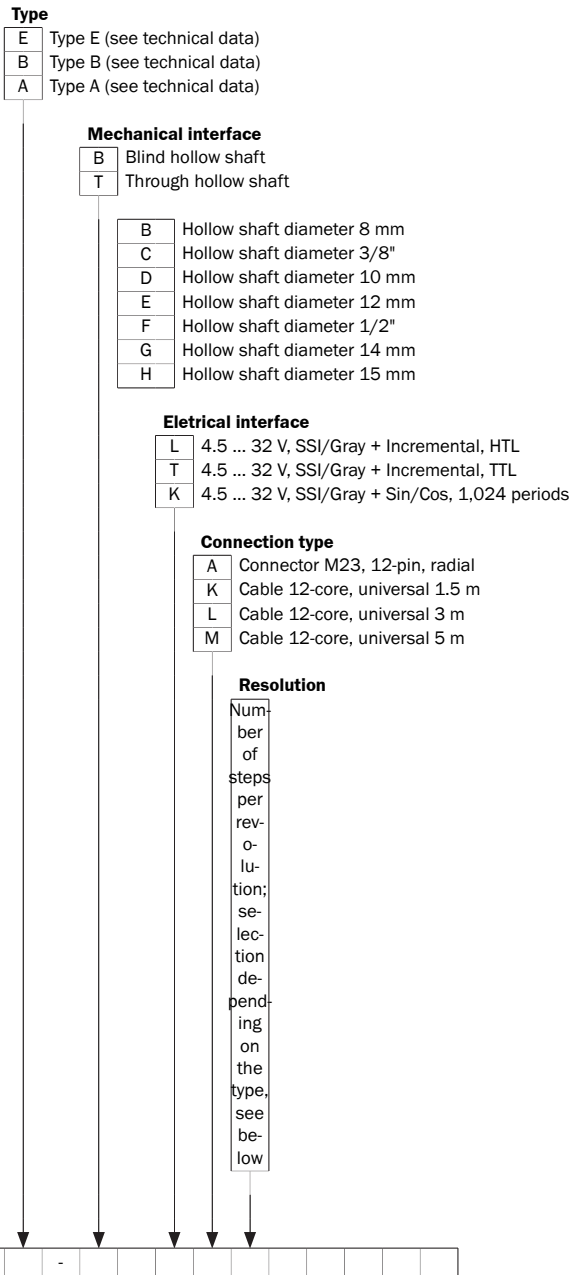 Type
E Type E (see technical data)
B Type B (see technical data)
A Type A (see technical data)
Mechanical interface
B Blind hollow shaft
T Through hollow shaft
B Hollow shaft diameter 8 mm
C Hollow shaft diameter 3/8"
D Hollow shaft diameter 10 mm
E Hollow shaft diameter 12 mm
F Hollow shaft diameter 1/2"
G Hollow shaft diameter 14 mm
H Hollow shaft diameter 15 mm
Eletrical interface
L 4.5 ... 32 V, SSI/Gray + Incremental, HTL
T 4.5 ... 32 V, SSI/Gray + Incremental, TTL
K 4.5 ... 32 V, SSI/Gray + Sin/Cos, 1,024 periods
Connection type
A Connector M23, 12-pin, radial
K Cable 12-core, universal 1.5 m
L Cable 12-core, universal 3 m
M Cable 12-core, universal 5 m
Resolution
Num-
ber
of
steps
per
rev-
o-
lu-
tion;
se-
lec-
tion
de-
pend-
ing
on
the
type,
see
be-
low
-